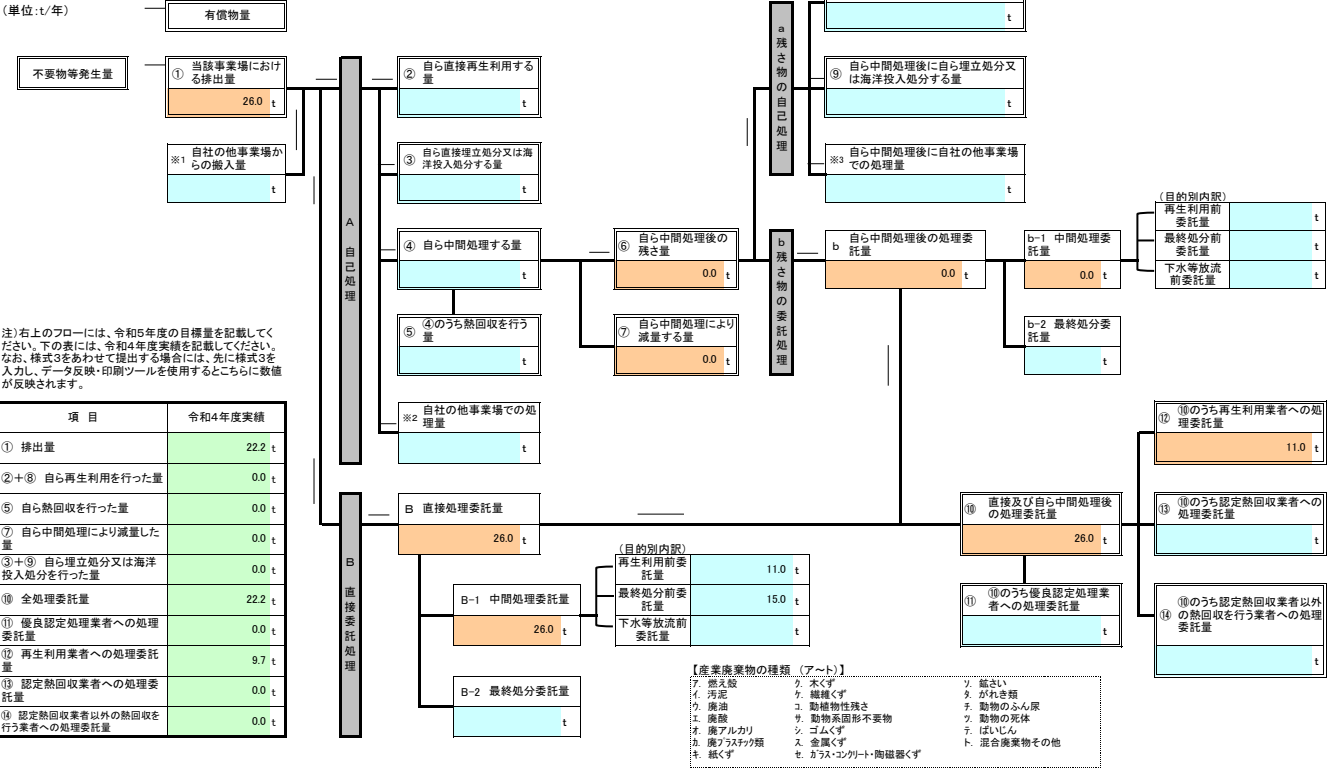 (単位:t/年)
有償物量
不要物等発生量
① 当該事業場におけ
る排出量
26.0 t
※1 自社の他事業場か
らの搬入量
t
A 自己処理
② 自ら直接再生利用する
量
t
③ 自ら直接埋立処分又は海
洋投入処分する量
t
④ 自ら中間処理する量
t
⑤ ④のうち熱回収を行う
量
t
※2 自社の他事業場での処
理量
t
⑥ 自ら中間処理後の
残さ量
0.0 t
⑦ 自ら中間処理により
減量する量
0.0 t
a 残さ物の自己処理
t
⑨ 自ら中間処理後に自ら埋立処分又
は海洋投入処分する量
t
※3 自ら中間処理後に自社の他事業場
での処理量
t
b 残さ物の委託処理
b 自ら中間処理後の処理委
託量
0.0 t
b-1 中間処理委
託量
0.0 t
(目的別内訳)
再生利用前
委託量
t
最終処分前
委託量
t
下水等放流
前委託量
t
b-2 最終処分委
託量
t
注)右上のフローには、令和5年度の目標量を記載してく
ださい。下の表には、令和4年度実績を記載してください。
なお、様式3をあわせて提出する場合には、先に様式3を
入力し、データ反映・印刷ツールを使用するとこちらに数値
が反映されます。
項 目 令和4年度実績
① 排出量 22.2 t
②+⑧ 自ら再生利用を行った量 0.0 t
⑤ 自ら熱回収を行った量 0.0 t
⑦ 自ら中間処理により減量した
量 0.0 t
③+⑨ 自ら埋立処分又は海洋
投入処分を行った量 0.0 t
⑩ 全処理委託量 22.2 t
⑪ 優良認定処理業者への処理
委託量 0.0 t
⑫ 再生利用業者への処理委託
量 9.7 t
⑬ 認定熱回収業者への処理委
託量 0.0 t
⑭ 認定熱回収業者以外の熱回収を
行う業者への処理委託量 0.0 t
B 直接委託処理
B 直接処理委託量
26.0 t
B-1 中間処理委託量
26.0 t
(目的別内訳)
再生利用前委
託量
11.0 t
最終処分前委
託量
15.0 t
下水等放流前
委託量
t
B-2 最終処分委託量
t
⑩ 直接及び自ら中間処理後
の処理委託量
26.0 t
⑪ ⑩のうち優良認定処理業
者への処理委託量
t
⑫ ⑩のうち再生利用業者への処
理委託量
11.0 t
⑬ ⑩のうち認定熱回収業者への
処理委託量
t
⑭ ⑩のうち認定熱回収業者以外
の熱回収を行う業者への処理
委託量
t
【産業廃棄物の種類 (ア~ト)】
ア. 燃え殻
イ. 汚泥
ウ. 廃油
エ. 廃酸
オ. 廃アルカリ
カ. 廃プラスチック類
キ. 紙くず
ク. 木くず
ケ. 繊維くず
コ. 動植物性残さ
サ. 動物系固形不要物
シ. ゴムくず
ス. 金属くず
セ. ガラス・コンクリート・陶磁器くず
ソ. 鉱さい
タ. がれき類
チ. 動物のふん尿
ツ. 動物の死体
テ. ばいじん
ト. 混合廃棄物その他